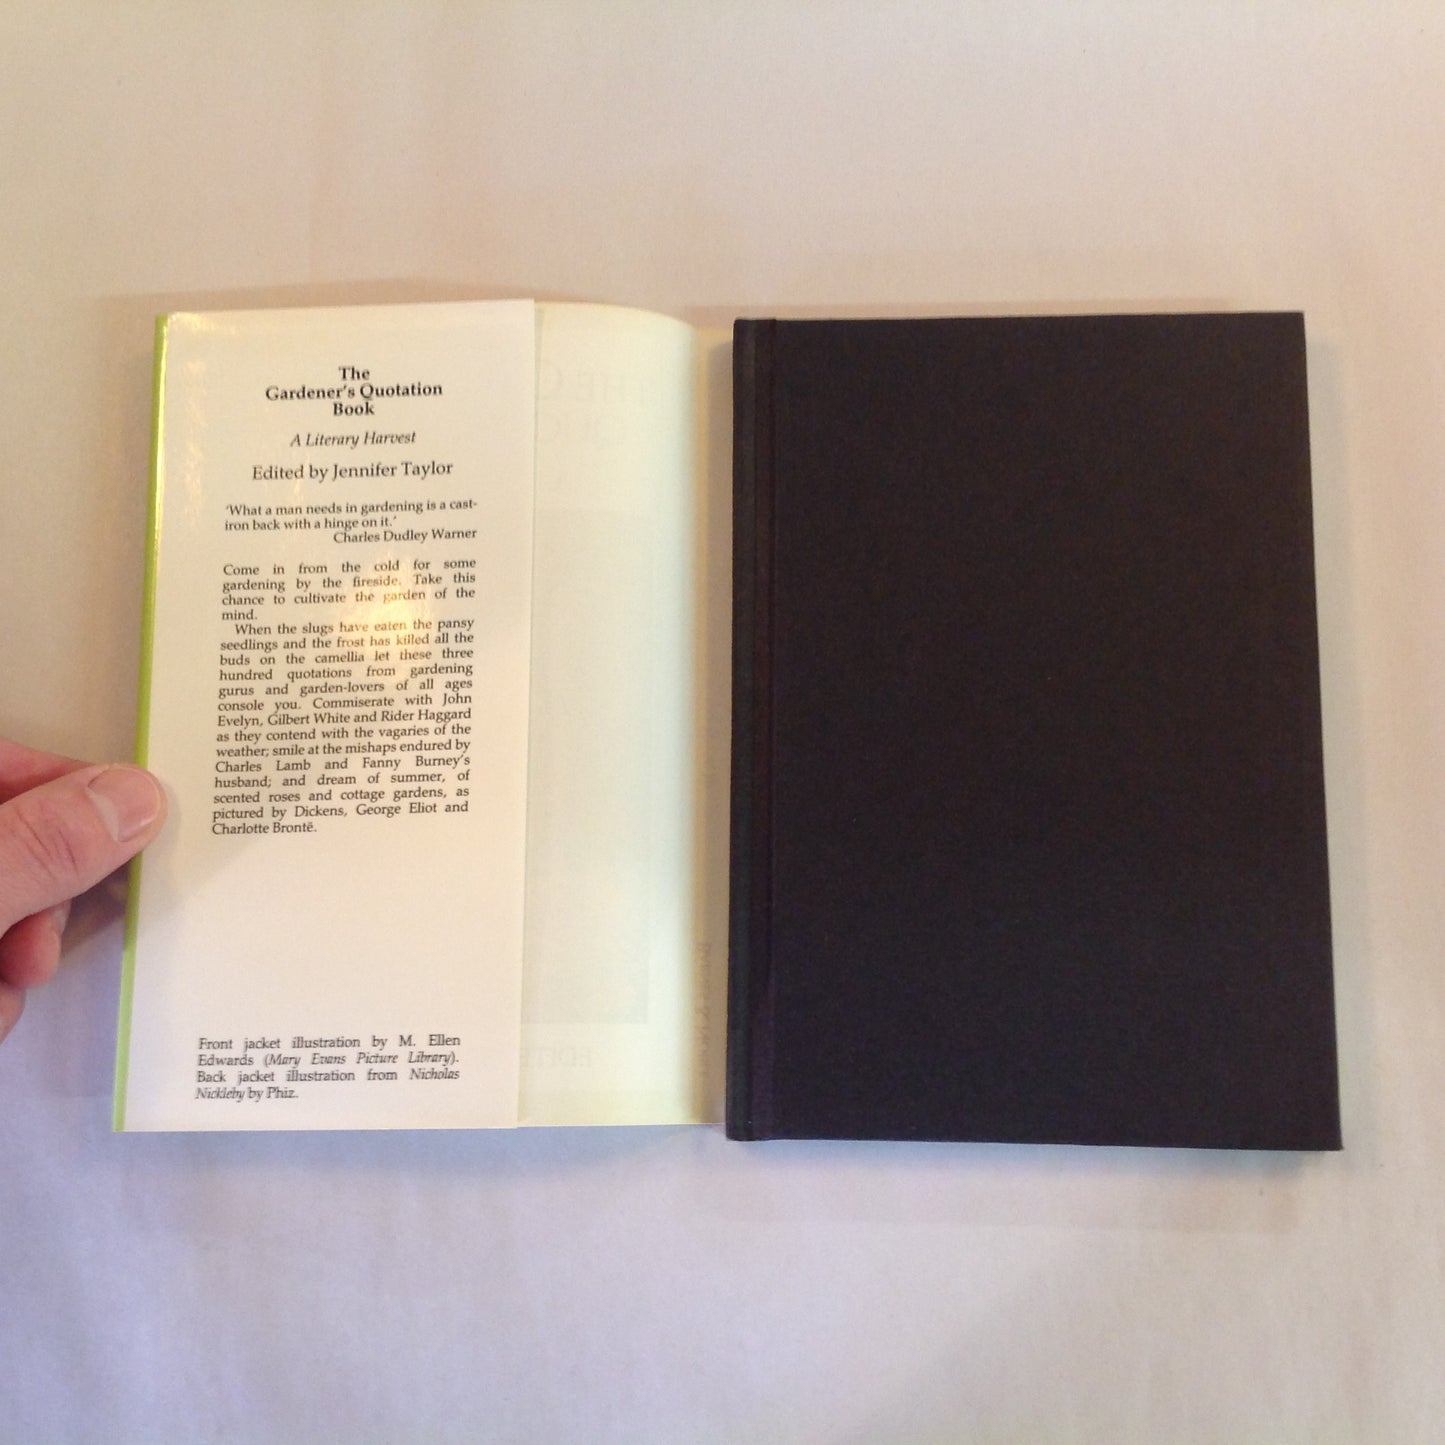 The
Gardener's Quotation
Book
A Literary Harvest
Edited by Jennifer Taylor
'What a man needs in gardening is a cast-
iron back with a hinge on it.'
Charles Dudley Warner
Come in from the cold for some
gardening by the fireside. Take this
chance to cultivate the garden of the
mind.
When the slugs have eaten the pansy
seedlings and the frost has killed all the
buds on the camellia let these three
hundred quotations from gardening
gurus and garden-lovers of all ages
console you. Commiserate with John
Evelyn, Gilbert White and Rider Haggard
as they contend with the vagaries of the
weather; smile at the mishaps endured by
Charles Lamb and Fanny Burney's
husband; and dream of summer, of
scented roses and cottage gardens, as
pictured by Dickens, George Eliot and
Charlotte Brontë.
Front jacket illustration by M. Ellen
Edwards (Mary Evans Picture Library).
Back jacket illustration from Nicholas
Nickleby by Phiz.